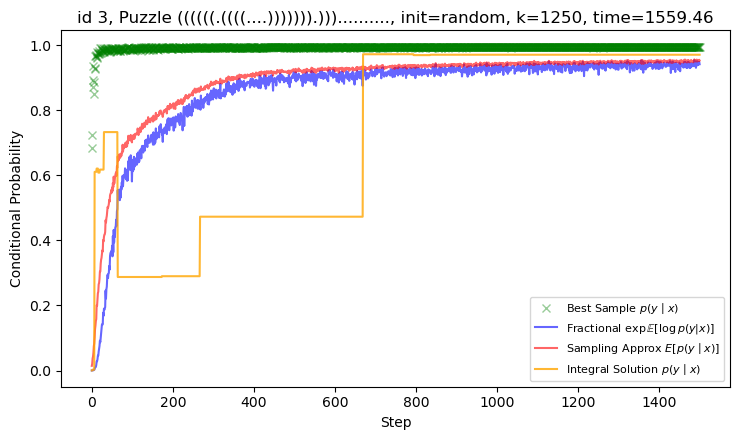 id 3, Puzzle ((((((.((((....))))))).))).........., init=random, k=1250, time=1559.46
Conditional Probability
1.0
0.8
0.6
0.4
0.2
0.0
0 200 400 600 800 1000 1200 1400
Step
Best Sample p(y | x)
Fractional exp𝔼[log p(y|x)]
Sampling Approx E[p(y | x)]
Integral Solution p(y | x)